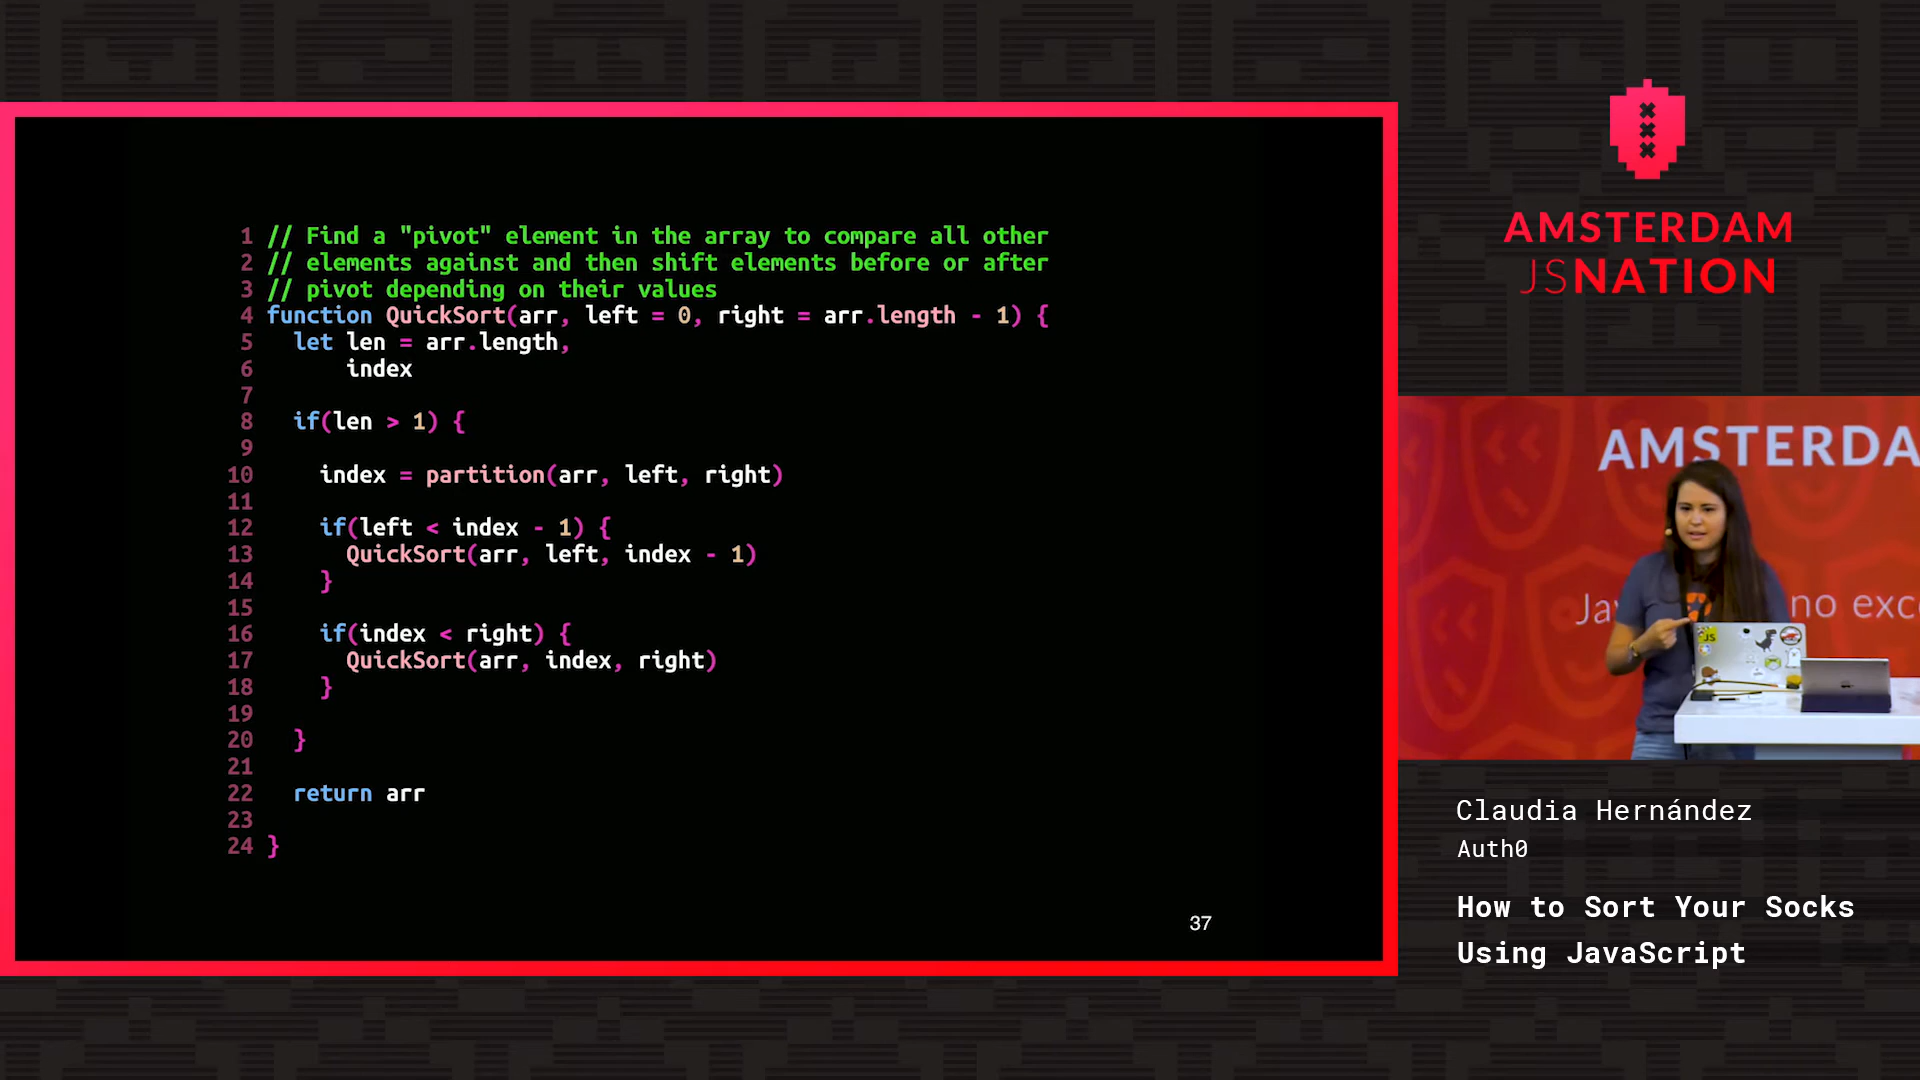 1 // Find a "pivot" element in the array to compare all other
2 // elements against and then shift elements before or after
3 // pivot depending on their values
4 function QuickSort(arr, left = 0, right = arr.length - 1) {
5 let len = arr.length,
6 index
7
8 if(len > 1) {
9
10 index = partition(arr, left, right)
11
12 if(left < index - 1) {
13 QuickSort(arr, left, index - 1)
14 }
15
16 if(index < right) {
17 QuickSort(arr, index, right)
18 }
19
20 }
21
22 return arr
23
24 }
37
AMSTERDAM
JSNATION
AMSTERDA
Ja
no exc
JS
Claudia Hernández
Auth0
How to Sort Your Socks
Using JavaScript